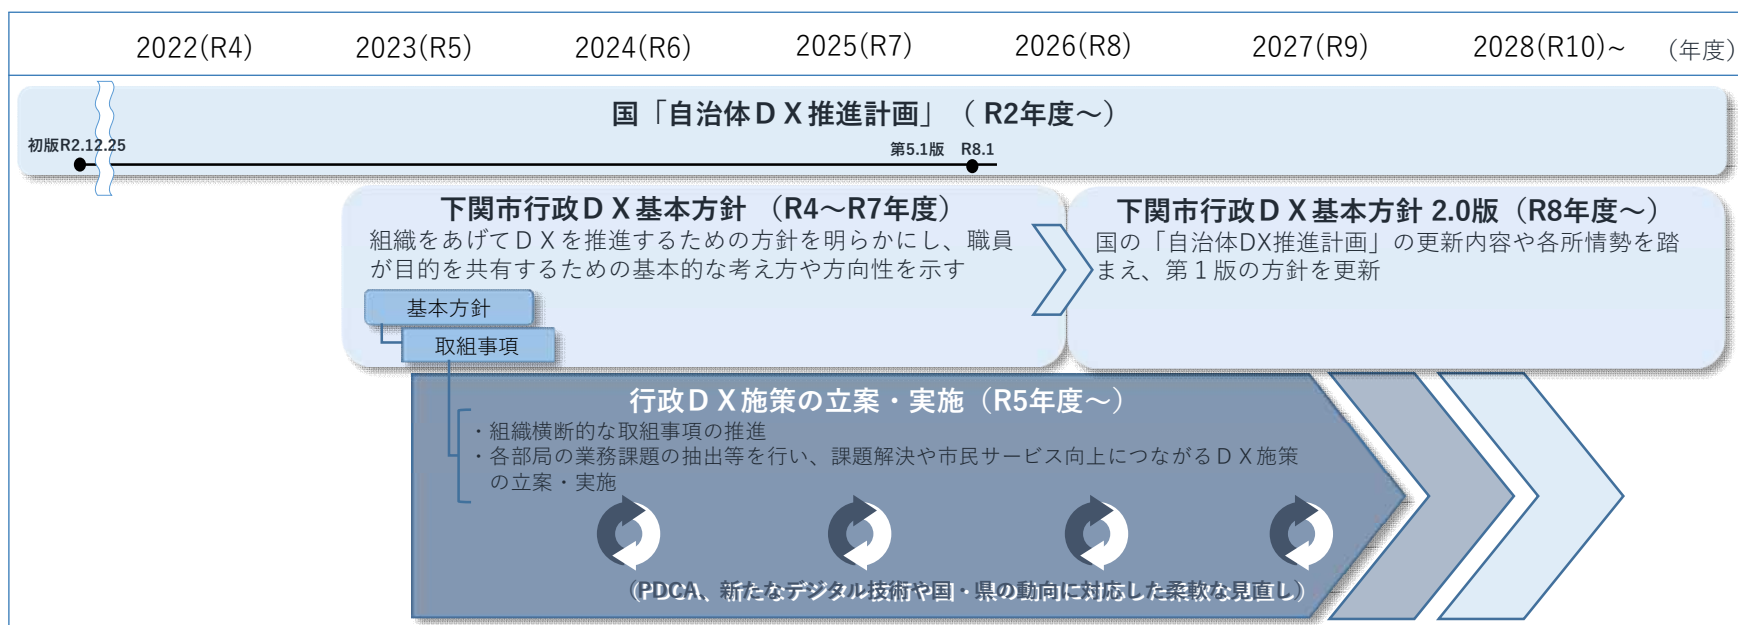 2022(R4) 2023(R5) 2024(R6) 2025(R7) 2026(R8) 2027(R9) 2028(R10)~ (年度)
国「自治体ＤＸ推進計画」（ R2年度～）
初版R2.12.25
第5.1版 R8.1
下関市行政ＤＸ基本方針 （R4～R7年度）
組織をあげてＤＸを推進するための方針を明らかにし、職員
が目的を共有するための基本的な考え方や方向性を示す
基本方針
取組事項
下関市行政ＤＸ基本方針 2.0版（R8年度～）
国の「自治体DX推進計画」の更新内容や各所情勢を踏
まえ、第１版の方針を更新
行政ＤＸ施策の立案・実施（R5年度～）
・組織横断的な取組事項の推進
・各部局の業務課題の抽出等を行い、課題解決や市民サービス向上につながるＤＸ施策
の立案・実施
（PDCA、新たなデジタル技術や国・県の動向に対応した柔軟な見直し）